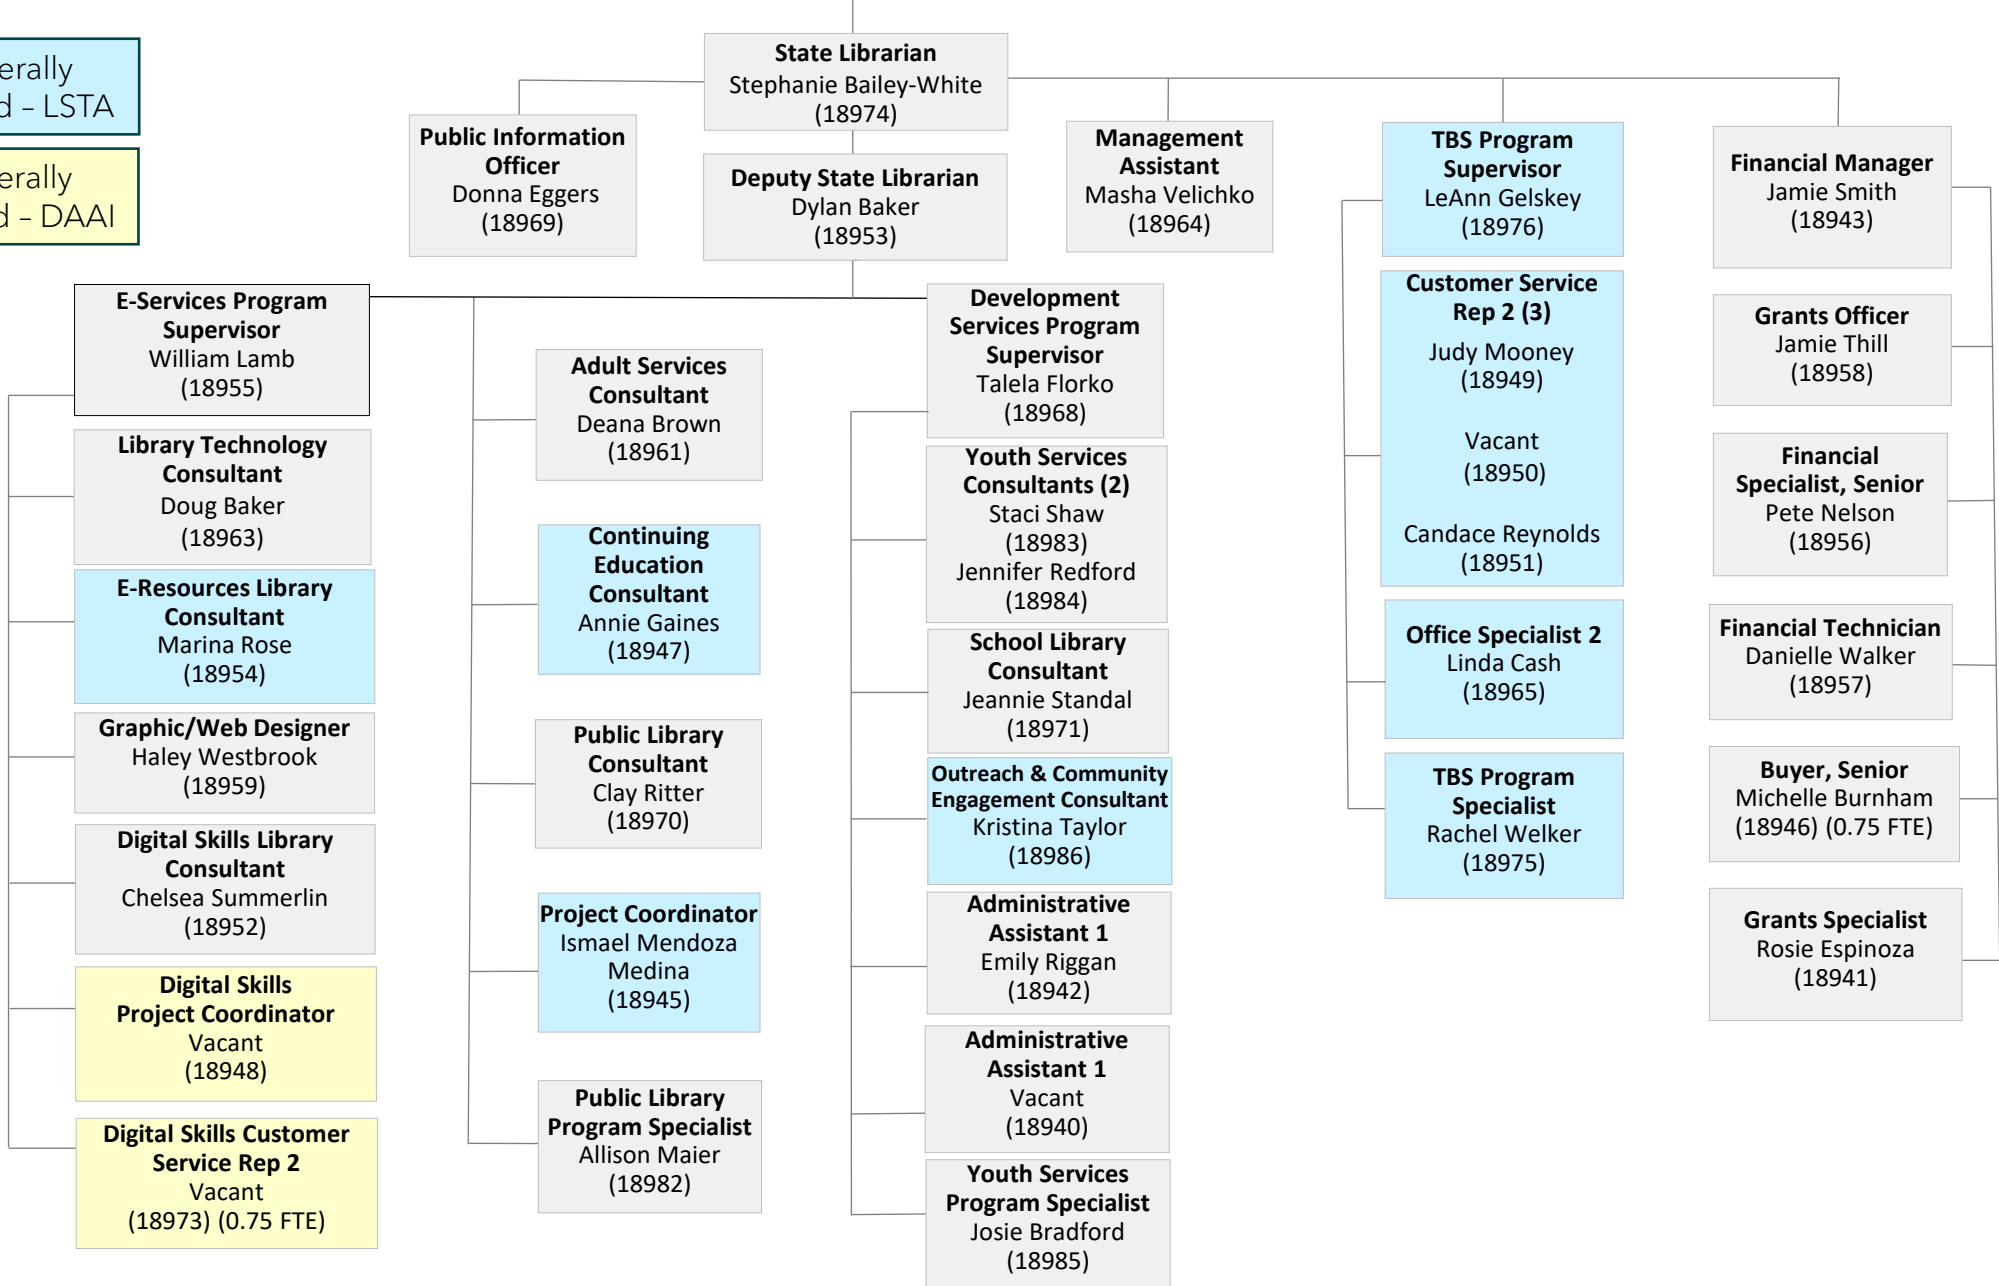 erally
d – LSTA
erally
d – DAAI
State Librarian
Stephanie Bailey-White
(18974)
Public Information
Officer
Donna Eggers
(18969)
Deputy State Librarian
Dylan Baker
(18953)
Management
Assistant
Masha Velichko
(18964)
TBS Program
Supervisor
LeAnn Gelskey
(18976)
Financial Manager
Jamie Smith
(18943)
E-Services Program
Supervisor
William Lamb
(18955)
Library Technology
Consultant
Doug Baker
(18963)
E-Resources Library
Consultant
Marina Rose
(18954)
Graphic/Web Designer
Haley Westbrook
(18959)
Digital Skills Library
Consultant
Chelsea Summerlin
(18952)
Digital Skills
Project Coordinator
Vacant
(18948)
Digital Skills Customer
Service Rep 2
Vacant
(18973) (0.75 FTE)
Adult Services
Consultant
Deana Brown
(18961)
Continuing
Education
Consultant
Annie Gaines
(18947)
Public Library
Consultant
Clay Ritter
(18970)
Project Coordinator
Ismael Mendoza
Medina
(18945)
Public Library
Program Specialist
Allison Maier
(18982)
Development
Services Program
Supervisor
Talela Florko
(18968)
Youth Services
Consultants (2)
Staci Shaw
(18983)
Jennifer Redford
(18984)
School Library
Consultant
Jeannie Standal
(18971)
Outreach & Community
Engagement Consultant
Kristina Taylor
(18986)
Administrative
Assistant 1
Emily Riggan
(18942)
Administrative
Assistant 1
Vacant
(18940)
Youth Services
Program Specialist
Josie Bradford
(18985)
Customer Service
Rep 2 (3)
Judy Mooney
(18949)
Vacant
(18950)
Candace Reynolds
(18951)
Office Specialist 2
Linda Cash
(18965)
TBS Program
Specialist
Rachel Welker
(18975)
Grants Officer
Jamie Thill
(18958)
Financial
Specialist, Senior
Pete Nelson
(18956)
Financial Technician
Danielle Walker
(18957)
Buyer, Senior
Michelle Burnham
(18946) (0.75 FTE)
Grants Specialist
Rosie Espinoza
(18941)